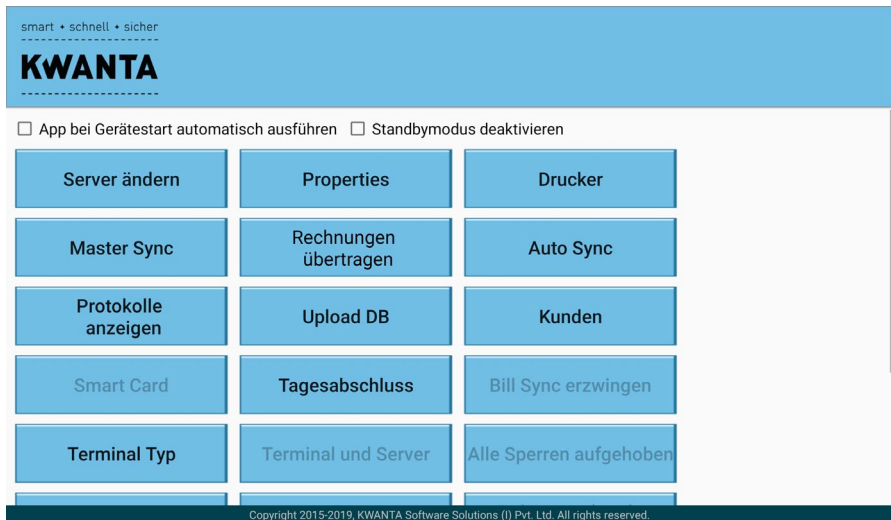 smart • schnell • sicher
KWANTA
App bei Gerätestart automatisch ausführen Standbymodus deaktivieren
Server ändern Properties Drucker
Master Sync Rechnungen übertragen Auto Sync
Protokolle anzeigen Upload DB Kunden
Smart Card Tagesabschluss Bill Sync erzwingen
Terminal Typ Terminal und Server Alle Sperren aufgehoben
Copyright 2015-2019, KWANTA Software Solutions (I) Pvt. Ltd. All rights reserved.